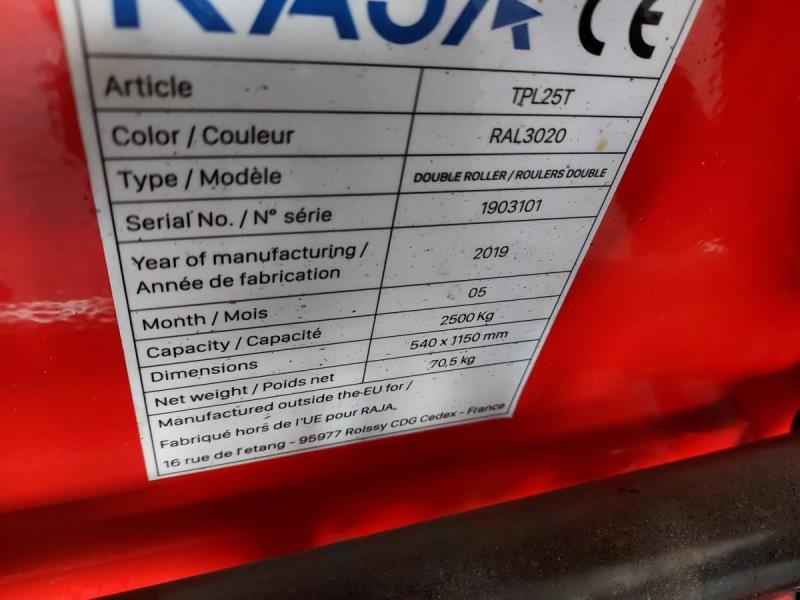 RAJA CE
Article TPL25T
Color / Couleur RAL3020
Type / Modèle DOUBLE ROLLER / ROULERS DOUBLE
Serial No. / N° série 1903101
Year of manufacturing /
Année de fabrication 2019
Month / Mois 05
Capacity / Capacité 2500 Kg
Dimensions 540 x 1150 mm
Net weight / Poids net 70,5 kg
Manufactured outside the EU for /
Fabriqué hors de l'UE pour RAJA,
16 rue de l'etang - 95977 Roissy CDG Cedex - France